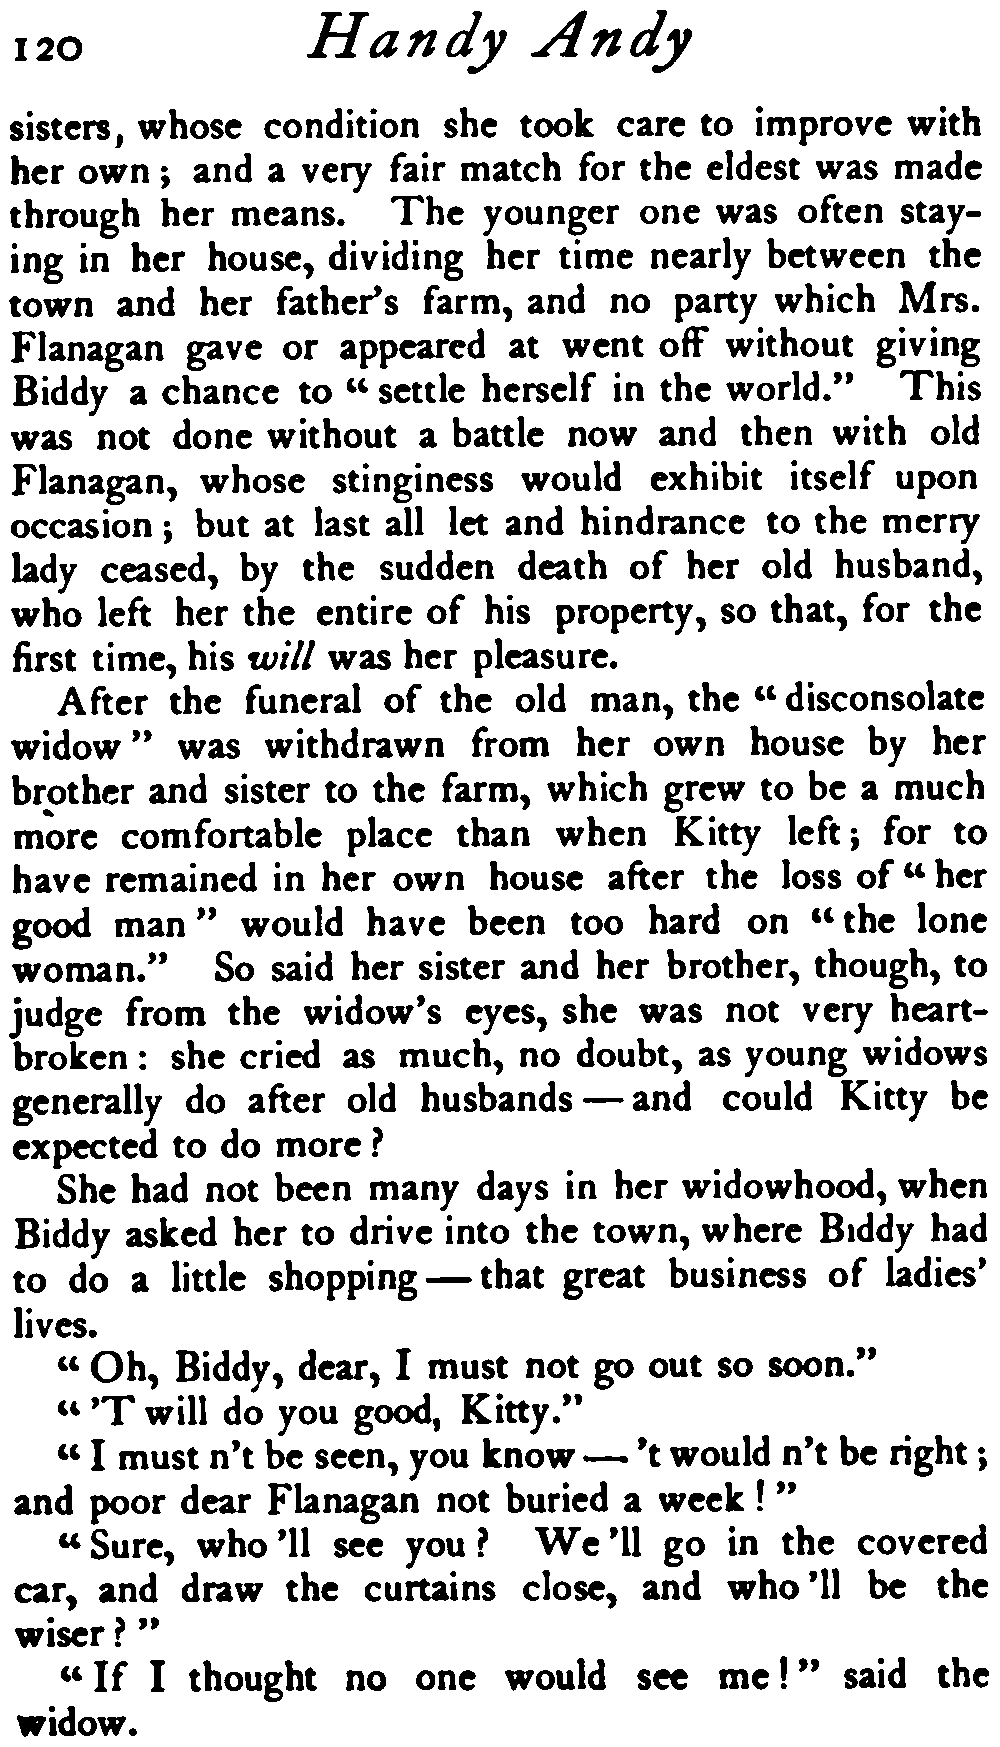 120 Handy Andy
sisters, whose condition she took care to improve with
her own; and a very fair match for the eldest was made
through her means. The younger one was often stay-
ing in her house, dividing her time nearly between the
town and her father's farm, and no party which Mrs.
Flanagan gave or appeared at went off without giving
Biddy a chance to “ settle herself in the world.” This
was not done without a battle now and then with old
Flanagan, whose stinginess would exhibit itself upon
occasion; but at last all let and hindrance to the merry
lady ceased, by the sudden death of her old husband,
who left her the entire of his property, so that, for the
first time, his will was her pleasure.
After the funeral of the old man, the “ disconsolate
widow ” was withdrawn from her own house by her
brother and sister to the farm, which grew to be a much
more comfortable place than when Kitty left; for to
have remained in her own house after the loss of “ her
good man ” would have been too hard on “ the lone
woman.” So said her sister and her brother, though, to
judge from the widow's eyes, she was not very heart-
broken: she cried as much, no doubt, as young widows
generally do after old husbands — and could Kitty be
expected to do more?
She had not been many days in her widowhood, when
Biddy asked her to drive into the town, where Biddy had
to do a little shopping — that great business of ladies'
lives.
“ Oh, Biddy, dear, I must not go out so soon.”
“ 'T will do you good, Kitty.”
“ I must n't be seen, you know — 't would n't be right;
and poor dear Flanagan not buried a week! ”
“ Sure, who 'll see you? We 'll go in the covered
car, and draw the curtains close, and who 'll be the
wiser? ”
“ If I thought no one would see me! ” said the
widow.